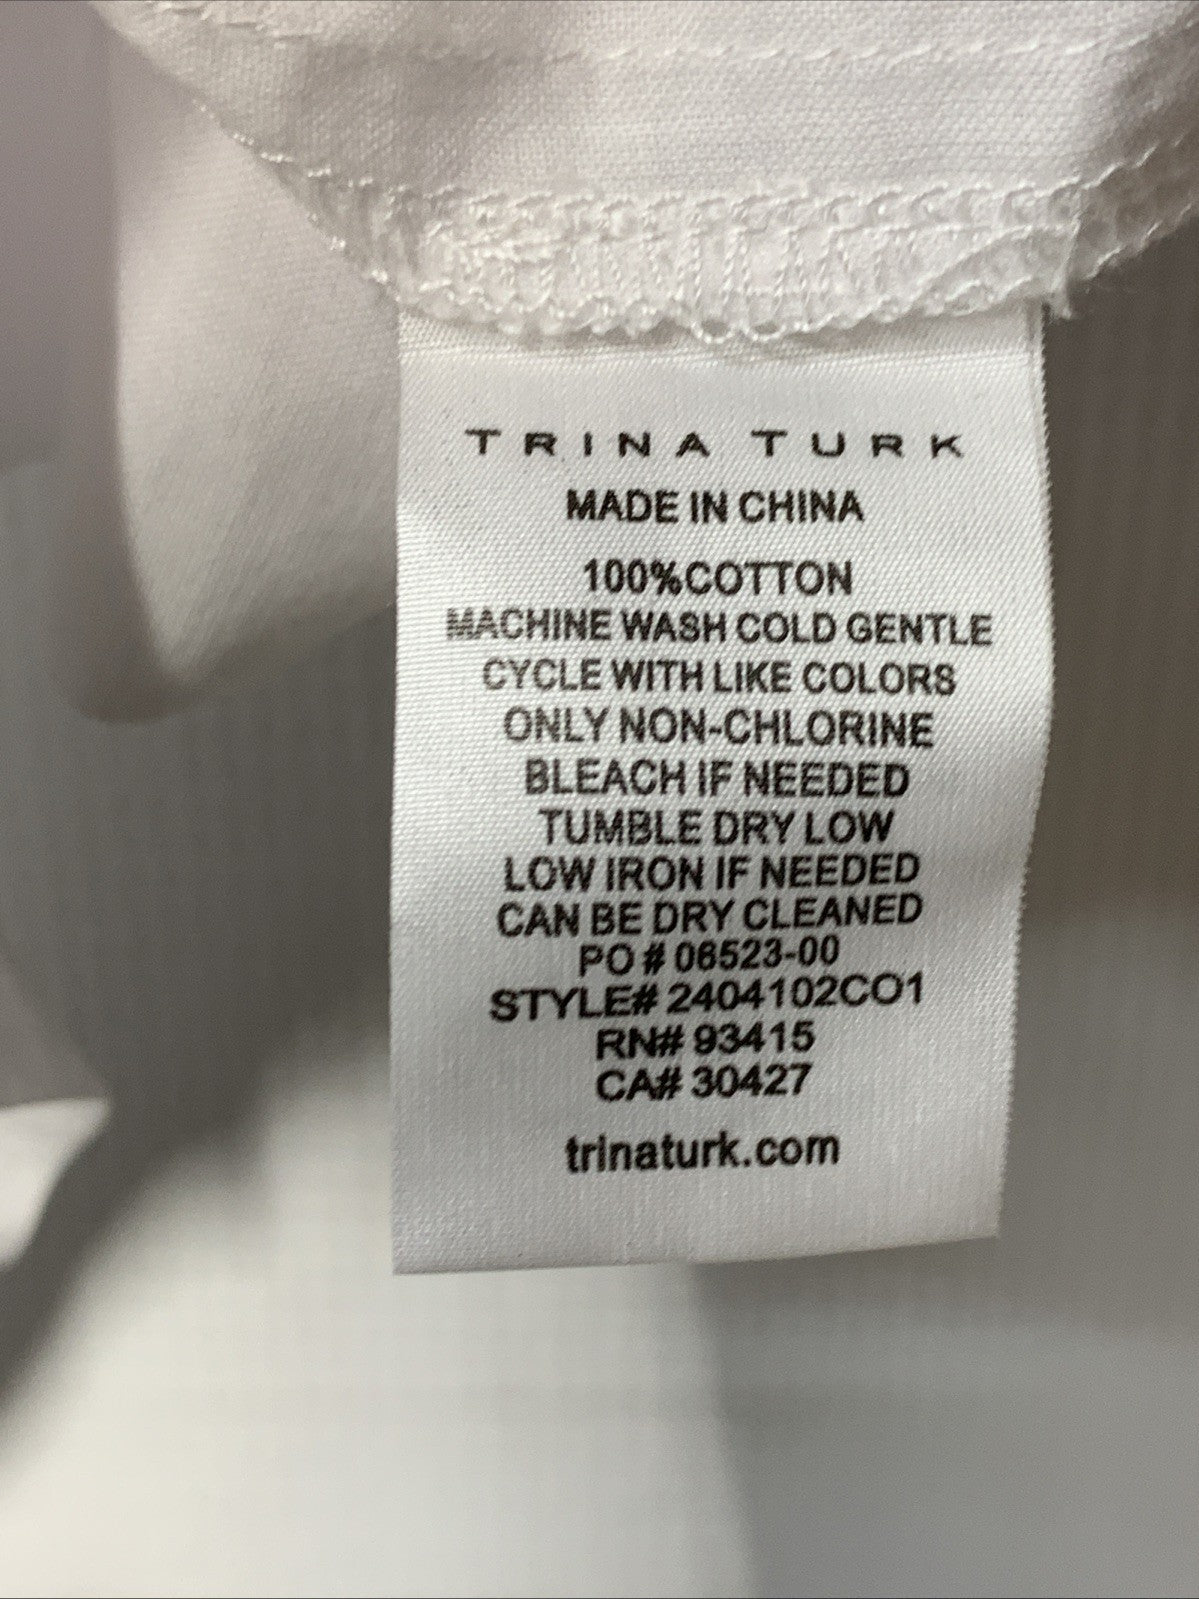 TRINA TURK
MADE IN CHINA
100%COTTON
MACHINE WASH COLD GENTLE
CYCLE WITH LIKE COLORS
ONLY NON-CHLORINE
BLEACH IF NEEDED
TUMBLE DRY LOW
LOW IRON IF NEEDED
CAN BE DRY CLEANED
PO # 06523-00
STYLE# 2404102CO1
RN# 93415
CA# 30427
trinaturk.com